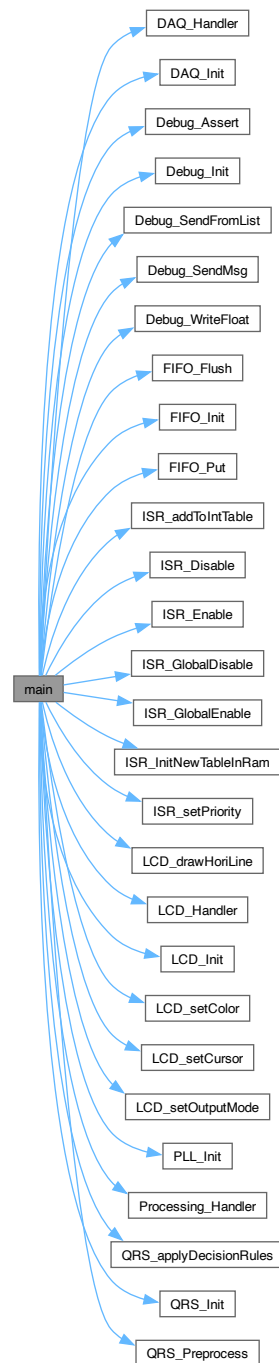 DAQ_Handler
DAQ_Init
Debug_Assert
Debug_Init
Debug_SendFromList
Debug_SendMsg
Debug_WriteFloat
FIFO_Flush
FIFO_Init
FIFO_Put
ISR_addToIntTable
ISR_Disable
ISR_Enable
ISR_GlobalDisable
main
ISR_GlobalEnable
ISR_InitNewTableInRam
ISR_setPriority
LCD_drawHoriLine
LCD_Handler
LCD_Init
LCD_setColor
LCD_setCursor
LCD_setOutputMode
PLL_Init
Processing_Handler
QRS_applyDecisionRules
QRS_Init
QRS_Preprocess